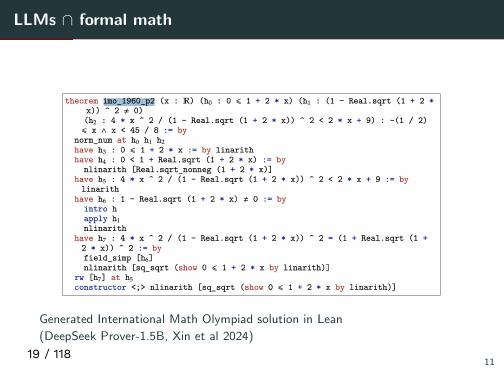 LLMs ∩ formal math
theorem imo_1960_p2 (x : ℝ) (h₀ : 0 ≤ 1 + 2 * x) (h₁ : (1 - Real.sqrt (1 + 2 *
x)) ^ 2 ≠ 0)
(h₂ : 4 * x ^ 2 / (1 - Real.sqrt (1 + 2 * x)) ^ 2 < 2 * x + 9) : -(1 / 2)
≤ x ∧ x < 45 / 8 := by
norm_num at h₀ h₁ h₂
have h₃ : 0 ≤ 1 + 2 * x := by linarith
have h₄ : 0 < 1 + Real.sqrt (1 + 2 * x) := by
nlinarith [Real.sqrt_nonneg (1 + 2 * x)]
have h₅ : 4 * x ^ 2 / (1 - Real.sqrt (1 + 2 * x)) ^ 2 < 2 * x + 9 := by
linarith
have h₆ : 1 - Real.sqrt (1 + 2 * x) ≠ 0 := by
intro h
apply h₁
nlinarith
have h₇ : 4 * x ^ 2 / (1 - Real.sqrt (1 + 2 * x)) ^ 2 = (1 + Real.sqrt (1 +
2 * x)) ^ 2 := by
field_simp [h₆]
nlinarith [sq_sqrt (show 0 ≤ 1 + 2 * x by linarith)]
rw [h₇] at h₅
constructor <;> nlinarith [sq_sqrt (show 0 ≤ 1 + 2 * x by linarith)]
Generated International Math Olympiad solution in Lean
(DeepSeek Prover-1.5B, Xin et al 2024)
19 / 118
11